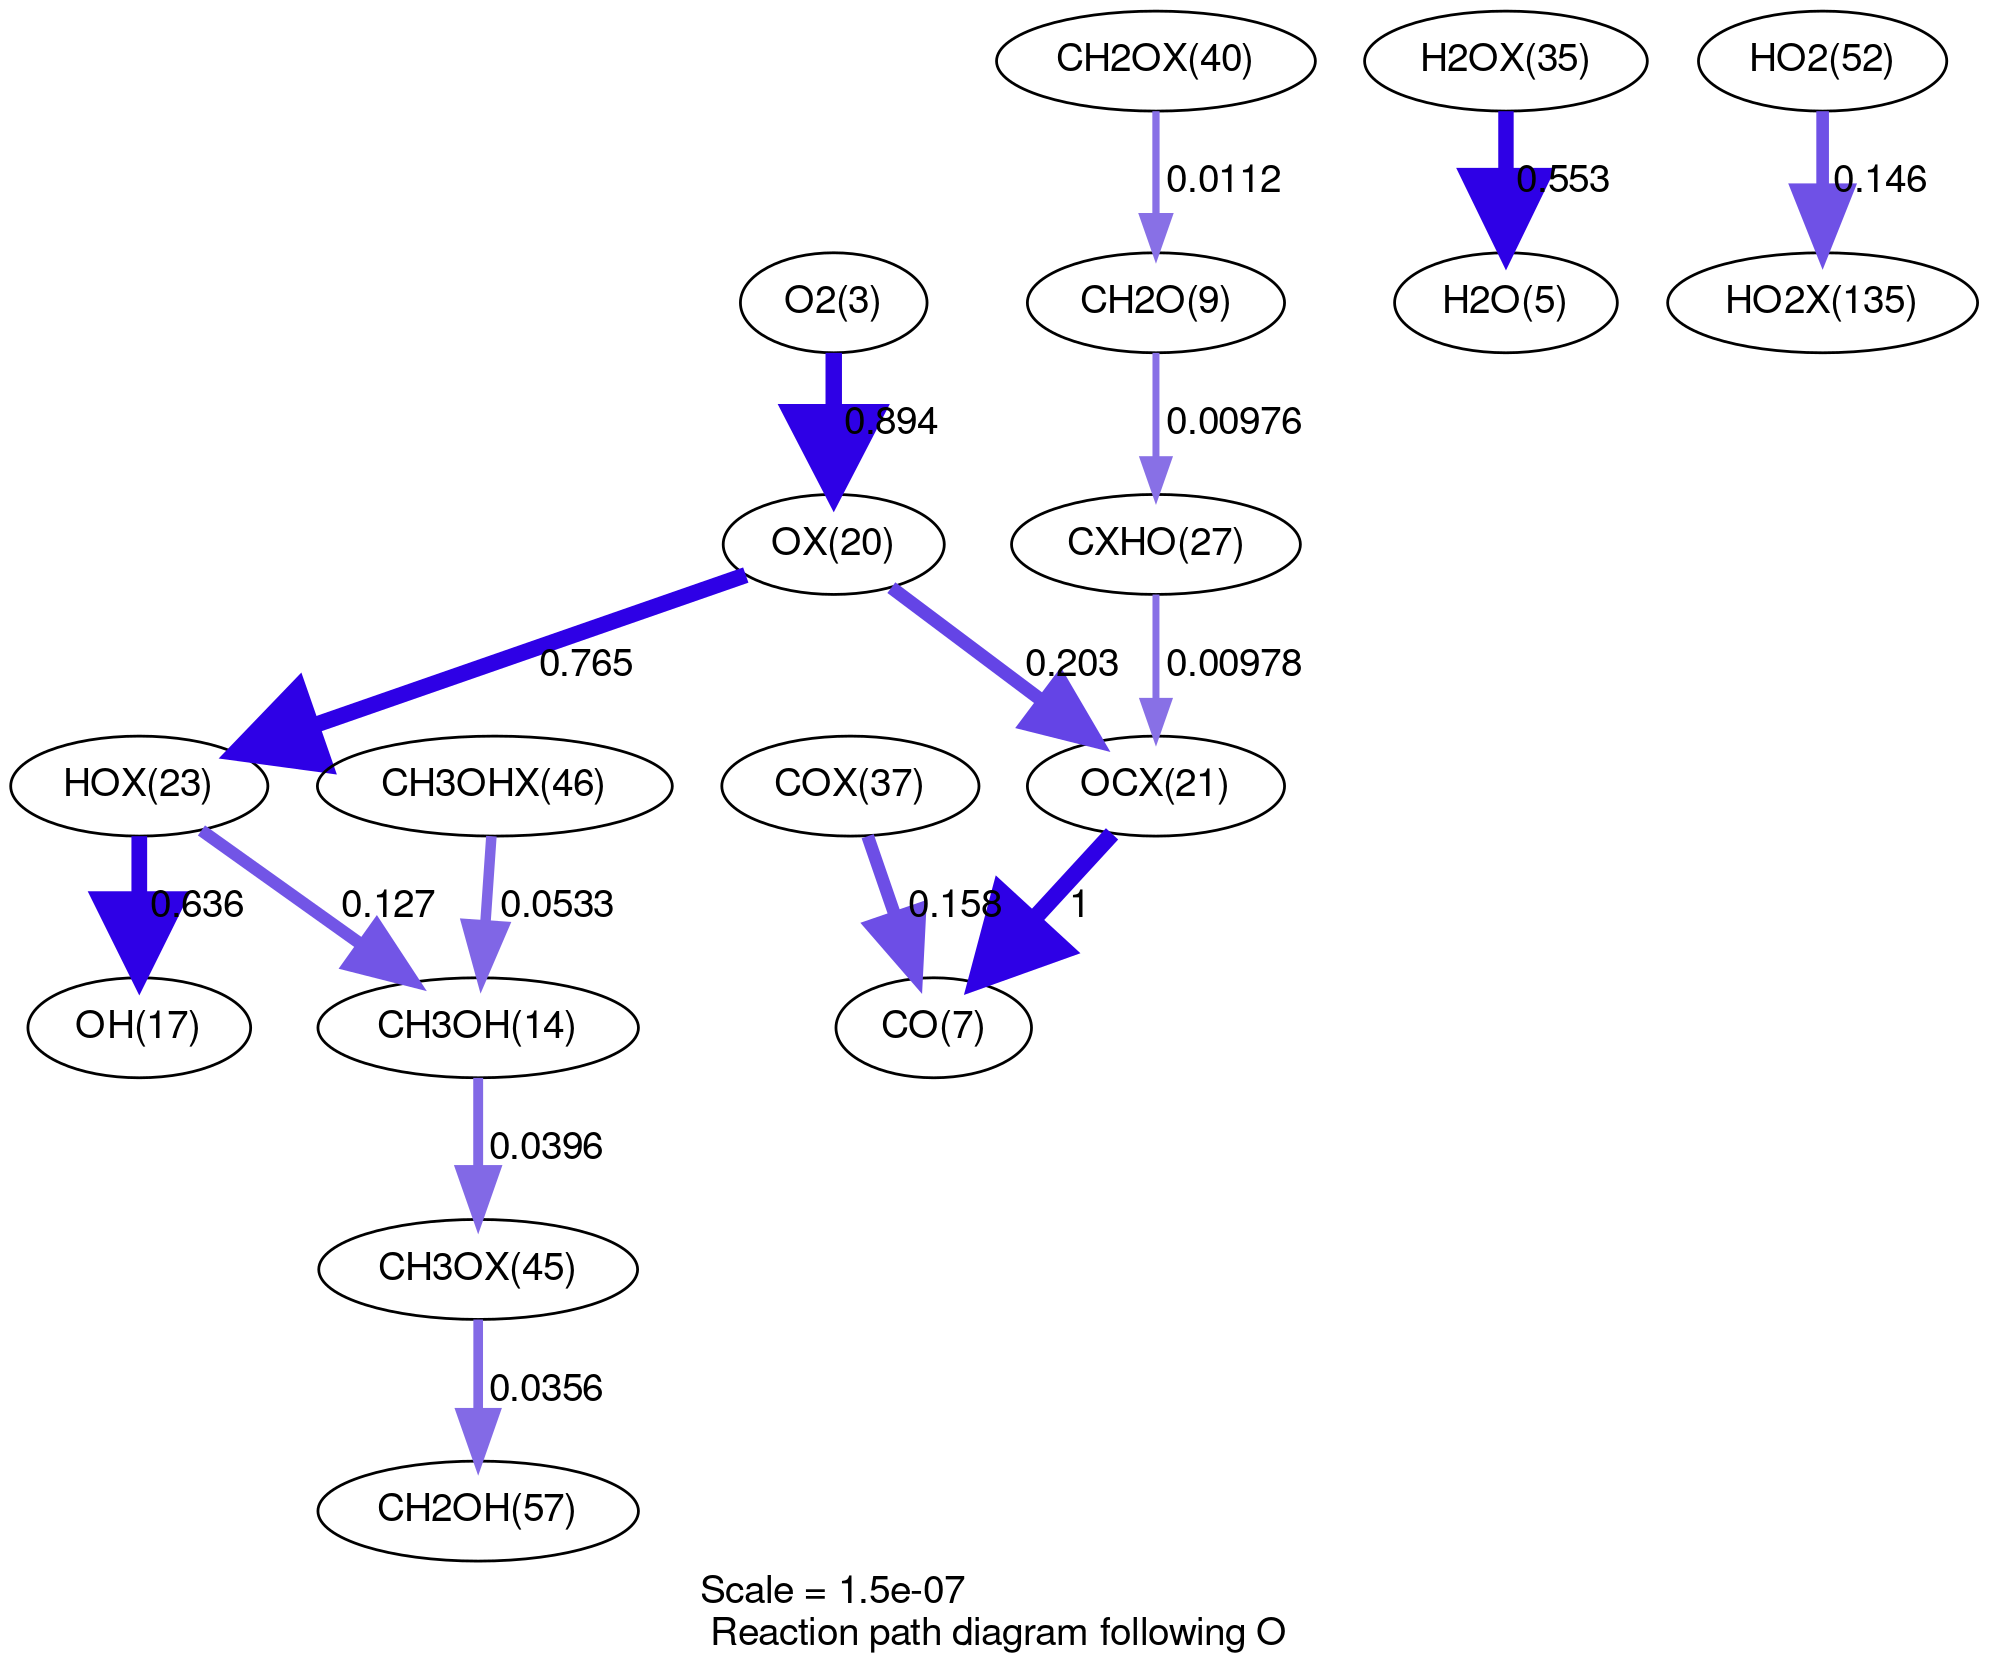 CH2OX(40)
H2OX(35)
HO2(52)
0.0112
0.553
0.146
O2(3)
CH2O(9)
H2O(5)
HO2X(135)
0.894
0.00976
OX(20)
CXHO(27)
0.765
0.203
0.00978
HOX(23)
CH3OHX(46)
COX(37)
OCX(21)
0.636
0.127
0.0533
0.158
1
OH(17)
CH3OH(14)
CO(7)
0.0396
CH3OX(45)
0.0356
CH2OH(57)
Scale = 1.5e-07
Reaction path diagram following O